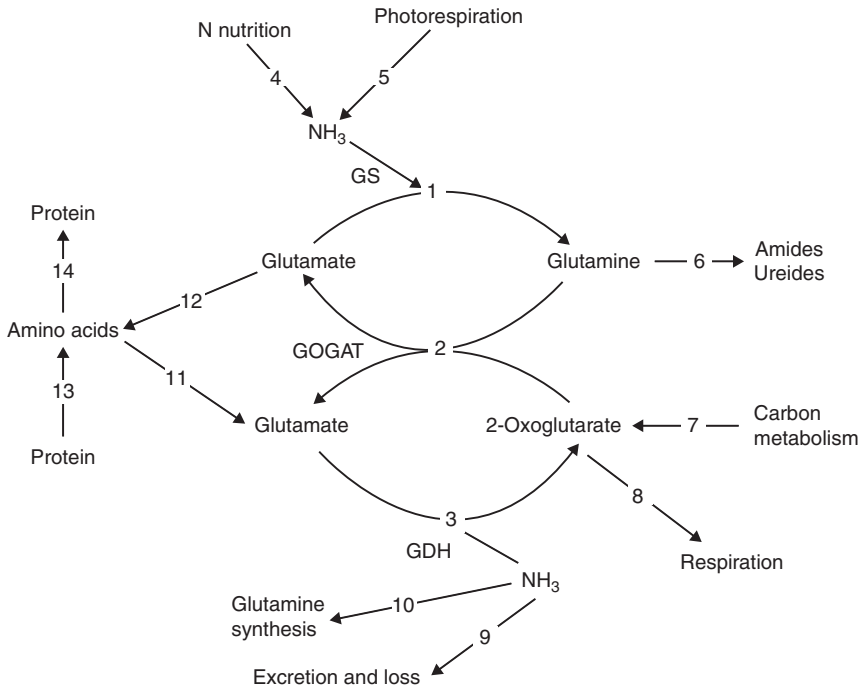 N nutrition
Photorespiration
4
5
NH3
GS
1
Protein
14
Glutamate
Glutamine
6
Amides
Ureides
12
Amino acids
GOGAT
2
13
11
Glutamate
2-Oxoglutarate
7
Carbon
metabolism
Protein
8
3
GDH
Respiration
NH3
10
Glutamine
synthesis
9
Excretion and loss